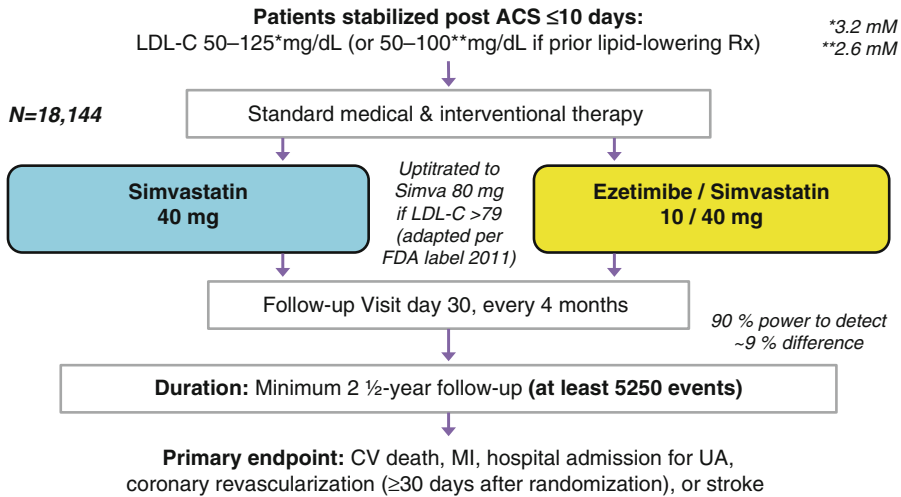 Patients stabilized post ACS ≤10 days:
LDL-C 50–125*mg/dL (or 50–100**mg/dL if prior lipid-lowering Rx)
*3.2 mM
**2.6 mM
N=18,144
Standard medical & interventional therapy
Simvastatin
40 mg
Uptitrated to
Simva 80 mg
if LDL-C >79
(adapted per
FDA label 2011)
Ezetimibe / Simvastatin
10 / 40 mg
Follow-up Visit day 30, every 4 months
90 % power to detect
~9 % difference
Duration: Minimum 2 ½-year follow-up (at least 5250 events)
Primary endpoint: CV death, MI, hospital admission for UA,
coronary revascularization (≥30 days after randomization), or stroke